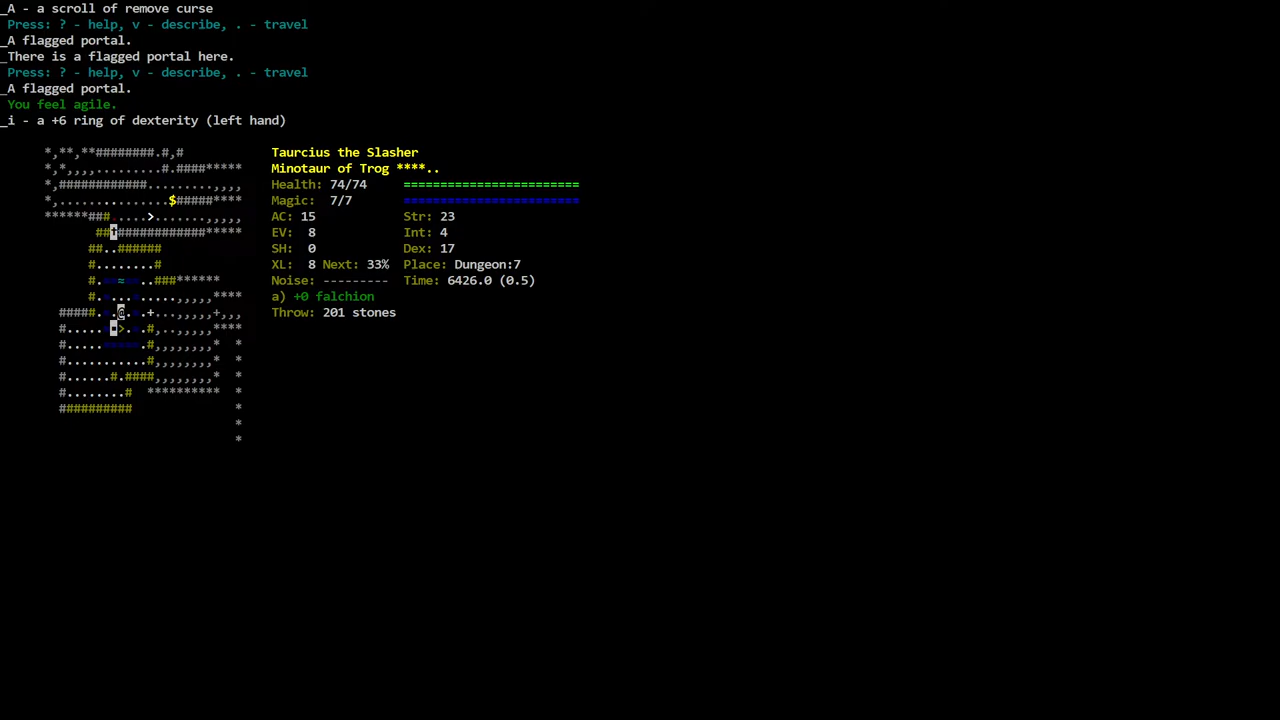 _A - a scroll of remove curse
Press: ? - help, v - describe, . - travel
_A flagged portal.
_There is a flagged portal here.
Press: ? - help, v - describe, . - travel
_A flagged portal.
You feel agile.
_i - a +6 ring of dexterity (left hand)
*,**,**########.#,#
Taurcius the Slasher
*,*,,,,.........#.####*****
Minotaur of Trog ****..
*,############.........,,,,
Health: 74/74 ========================
*,...............$#####****
Magic: 7/7 ========================
******###.....>.......,,,,,
AC: 15 Str: 23
##†############*****
EV: 8 Int: 4
##..######
SH: 0 Dex: 17
#........#
XL: 8 Next: 33% Place: Dungeon:7
#. ≈ ..###******
Noise: --------- Time: 6426.0 (0.5)
#. ... .....,,,,,****
a) +0 falchion
#####. .@. .+...,,,,,+,,,
Throw: 201 stones
#..... >. .#,..,,,,,****
#..... .#,,,,,,,,* *
#...........#,,,,,,,,* *
#......#.####,,,,,,,,* *
#........# ********** *
########## *
*
*